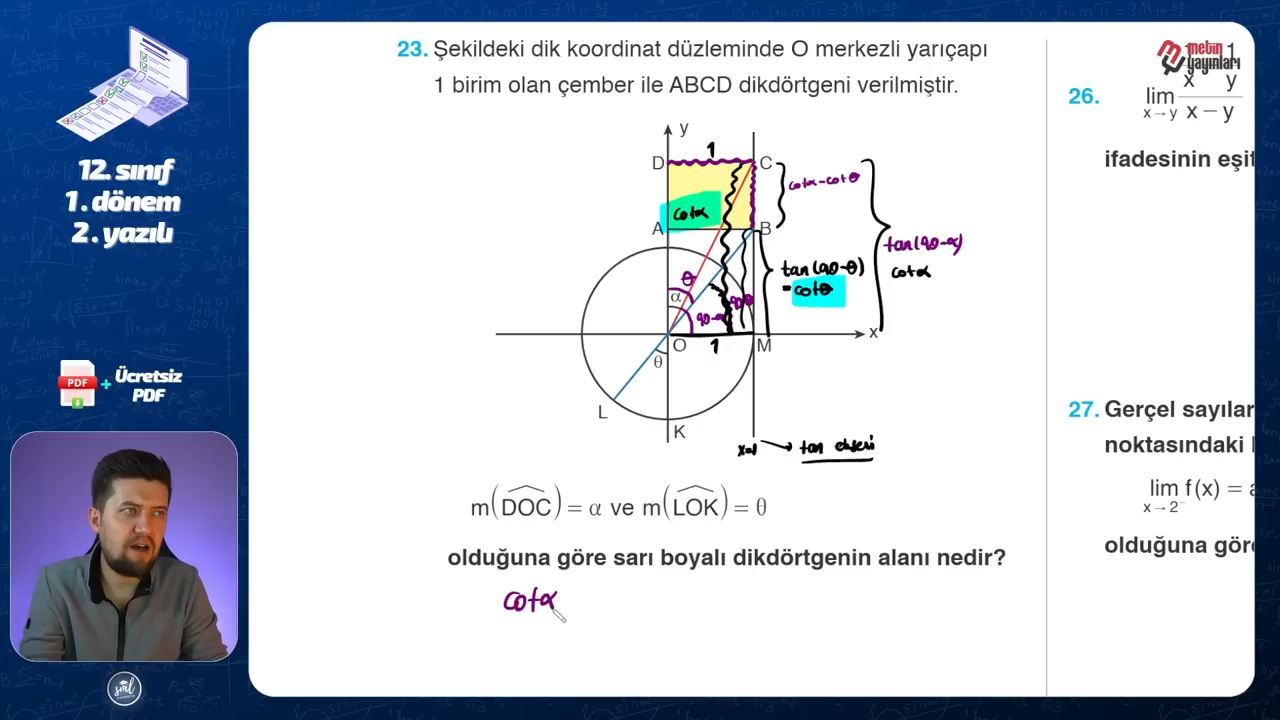 12. sınıf
1. dönem
2. yazılı
PDF + Ücretsiz
PDF
sml
23. Şekildeki dik koordinat düzleminde O merkezli yarıçapı
1 birim olan çember ile ABCD dikdörtgeni verilmiştir.
y
1
D
C
cotα-cotθ
cotα
A
B
tan(90-α)
cotα
tan(90-θ)
= cotθ
θ
α
90-α
O
1
M
x
θ
L
K
x=1 → tan ekseni
m(DOC) = α ve m(LOK) = θ
olduğuna göre sarı boyalı dikdörtgenin alanı nedir?
cotα
metin
yayınları
26. lim x→y
x y
1
x − y
ifadesinin eşit
27. Gerçel sayılar
noktasındaki
lim f(x) = a
x→2⁻
olduğuna göre